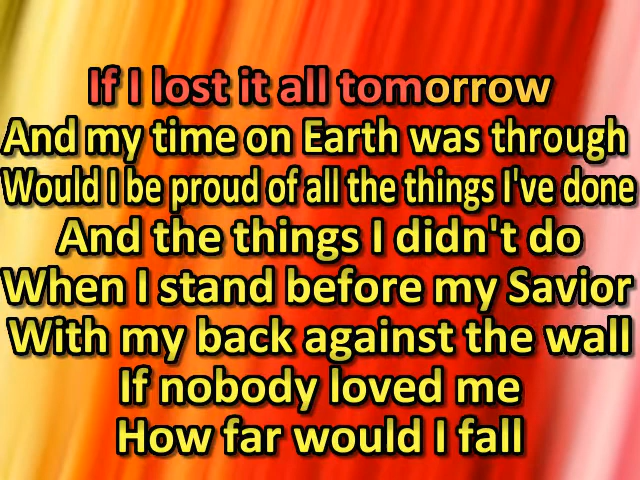 If I lost it all tomorrow
And my time on Earth was through
Would I be proud of all the things I've done
And the things I didn't do
When I stand before my Savior
With my back against the wall
If nobody loved me
How far would I fall